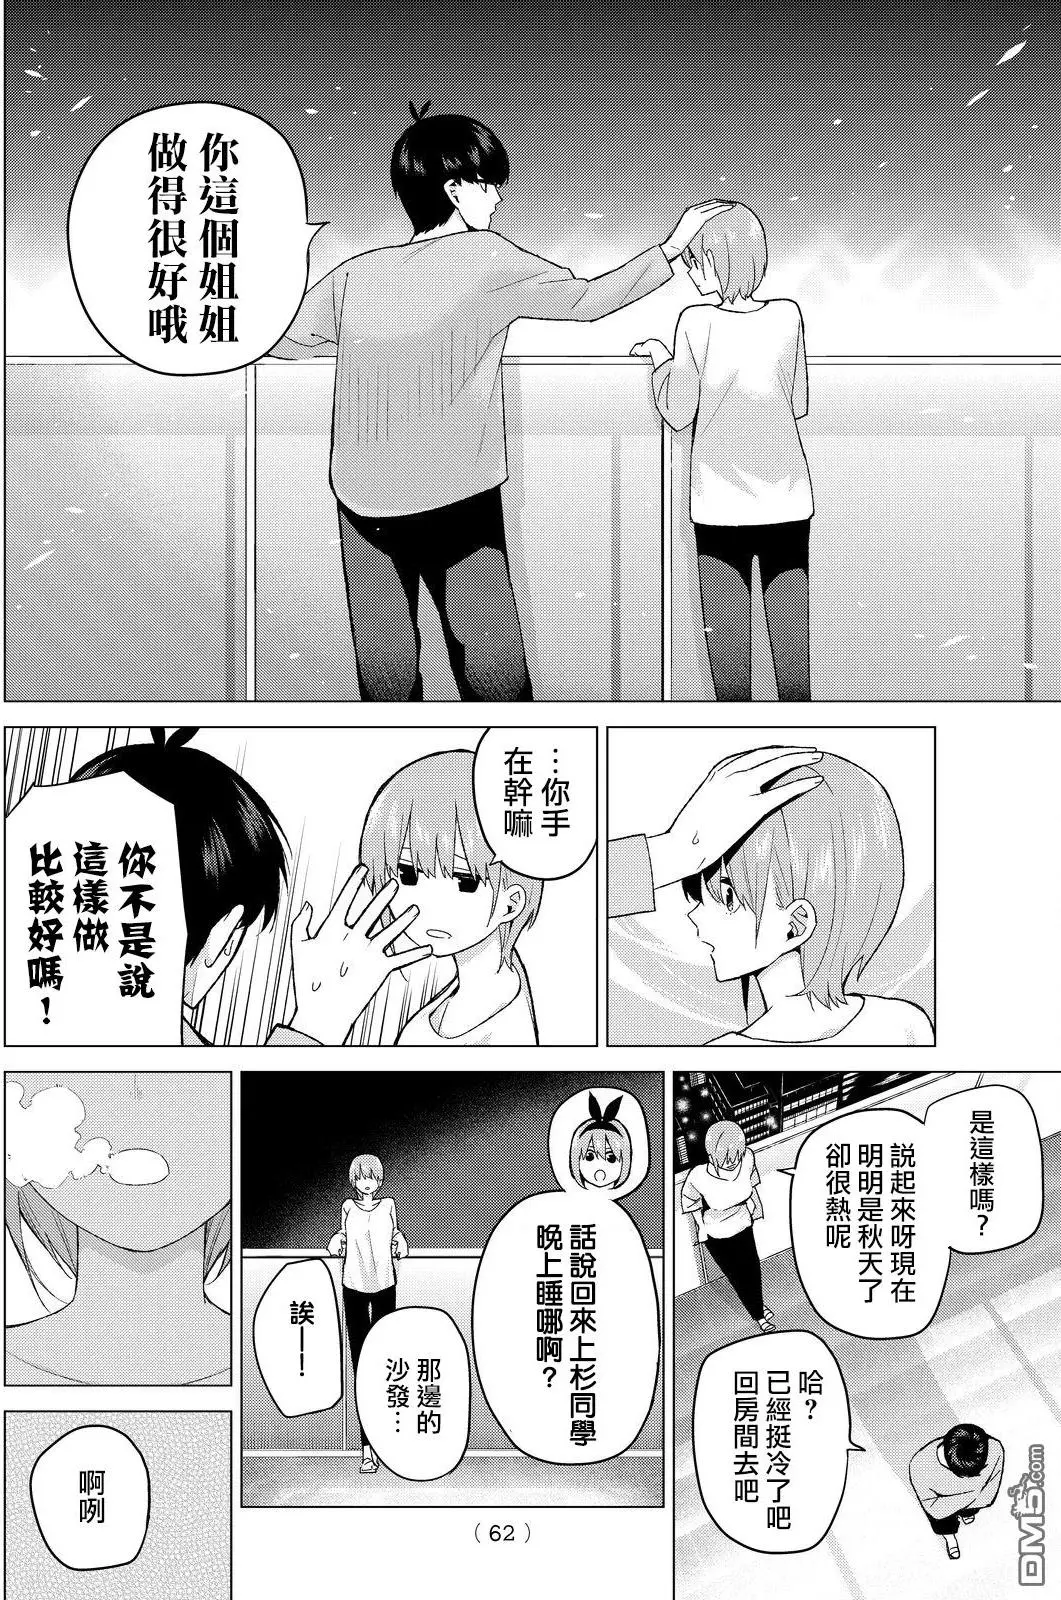 你這個姐姐
做得很好哦
…你手
在幹嘛
你不是說
這樣做
比較好嗎！
是這樣嗎？
說起來呀現在
明明是秋天了
卻很熱呢
哈？
已經挺冷了吧
回房間去吧
話說回來上杉同學
晚上睡哪啊？
那邊的
沙發…
誒──！
啊咧
（62）
DM5.com